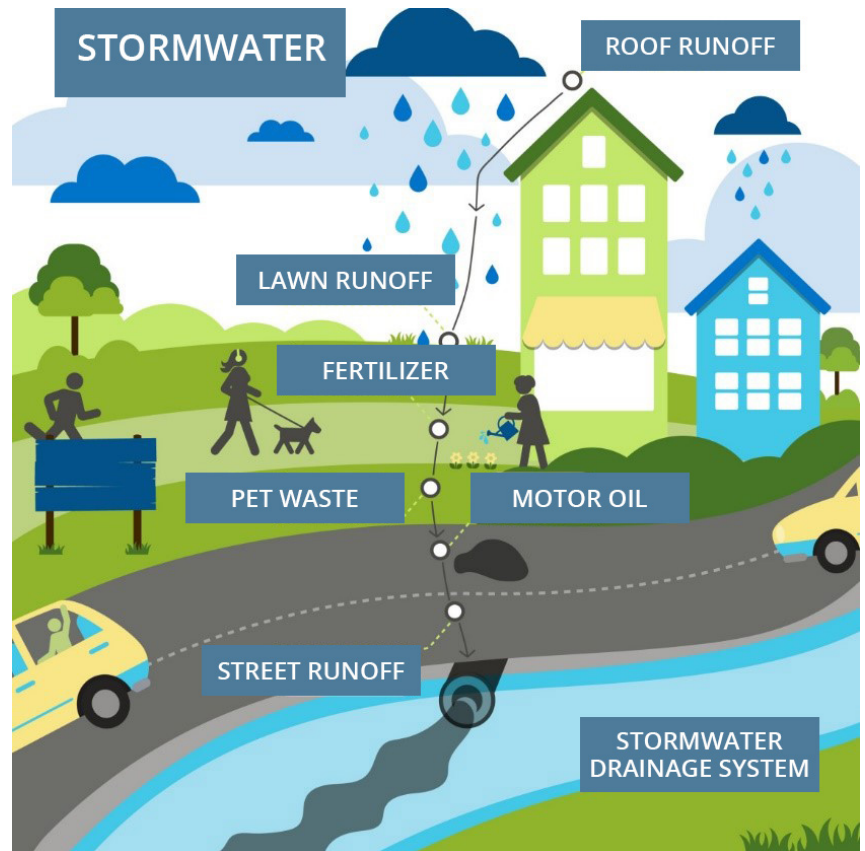 STORMWATER
ROOF RUNOFF
LAWN RUNOFF
FERTILIZER
PET WASTE
MOTOR OIL
STREET RUNOFF
STORMWATER
DRAINAGE SYSTEM